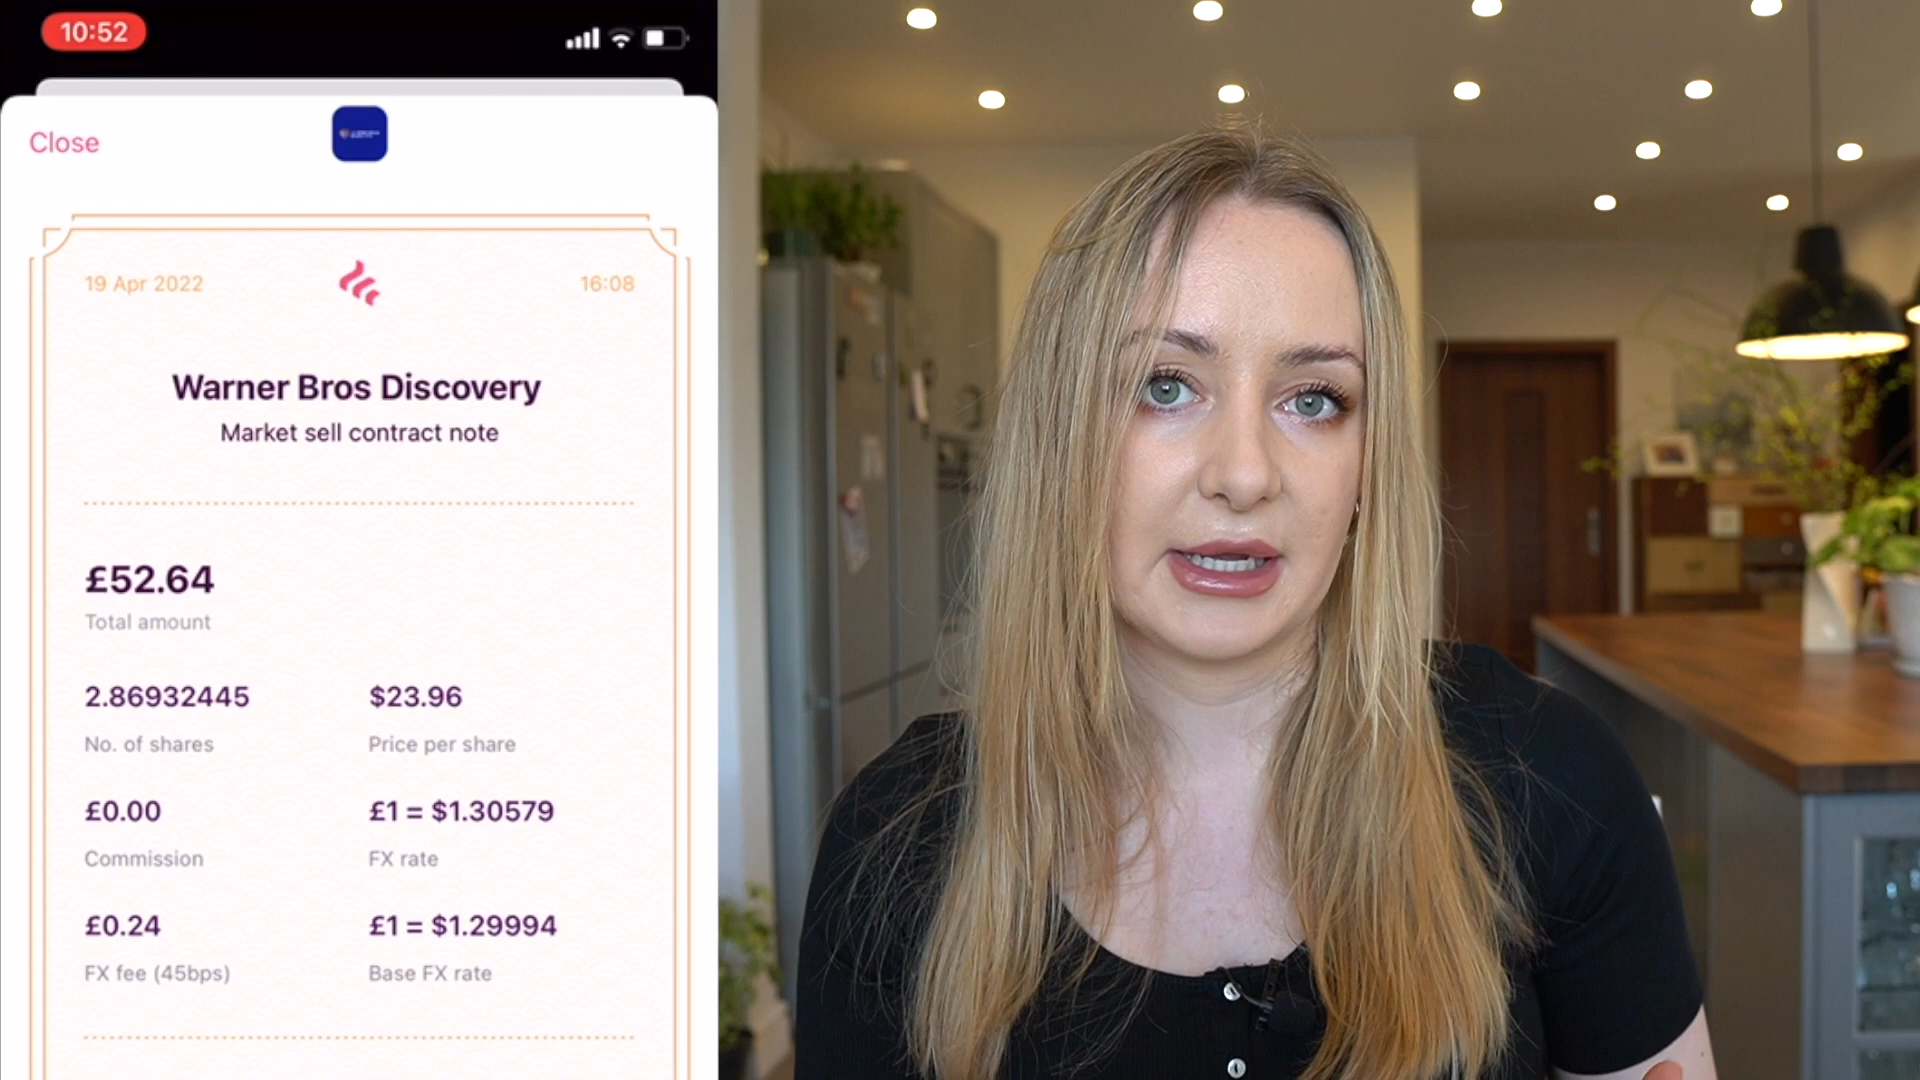 10:52
Close
19 Apr 2022 16:08
Warner Bros Discovery
Market sell contract note
£52.64
Total amount
2.86932445 $23.96
No. of shares Price per share
£0.00 £1 = $1.30579
Commission FX rate
£0.24 £1 = $1.29994
FX fee (45bps) Base FX rate